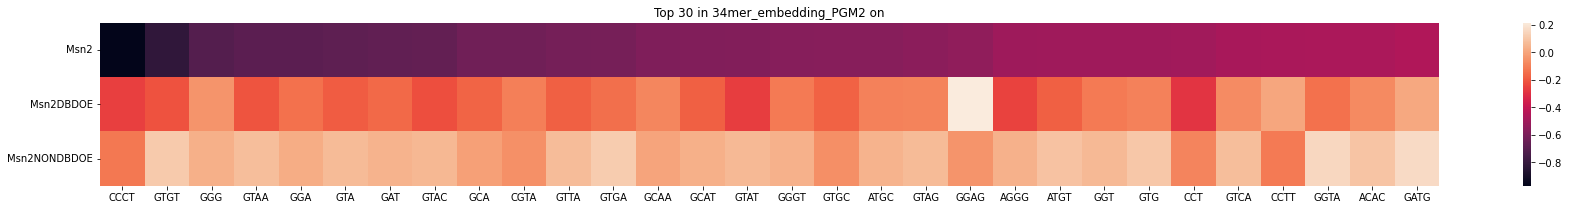 Top 30 in 34mer_embedding_PGM2 on
Msn2
Msn2DBDOE
Msn2NONDBDOE
CCCT GTGT GGG GTAA GGA GTA GAT GTAC GCA CGTA GTTA GTGA GCAA GCAT GTAT GGGT GTGC ATGC GTAG GGAG AGGG ATGT GGT GTG CCT GTCA CCTT GGTA ACAC GATG
0.2
0.0
−0.2
−0.4
−0.6
−0.8